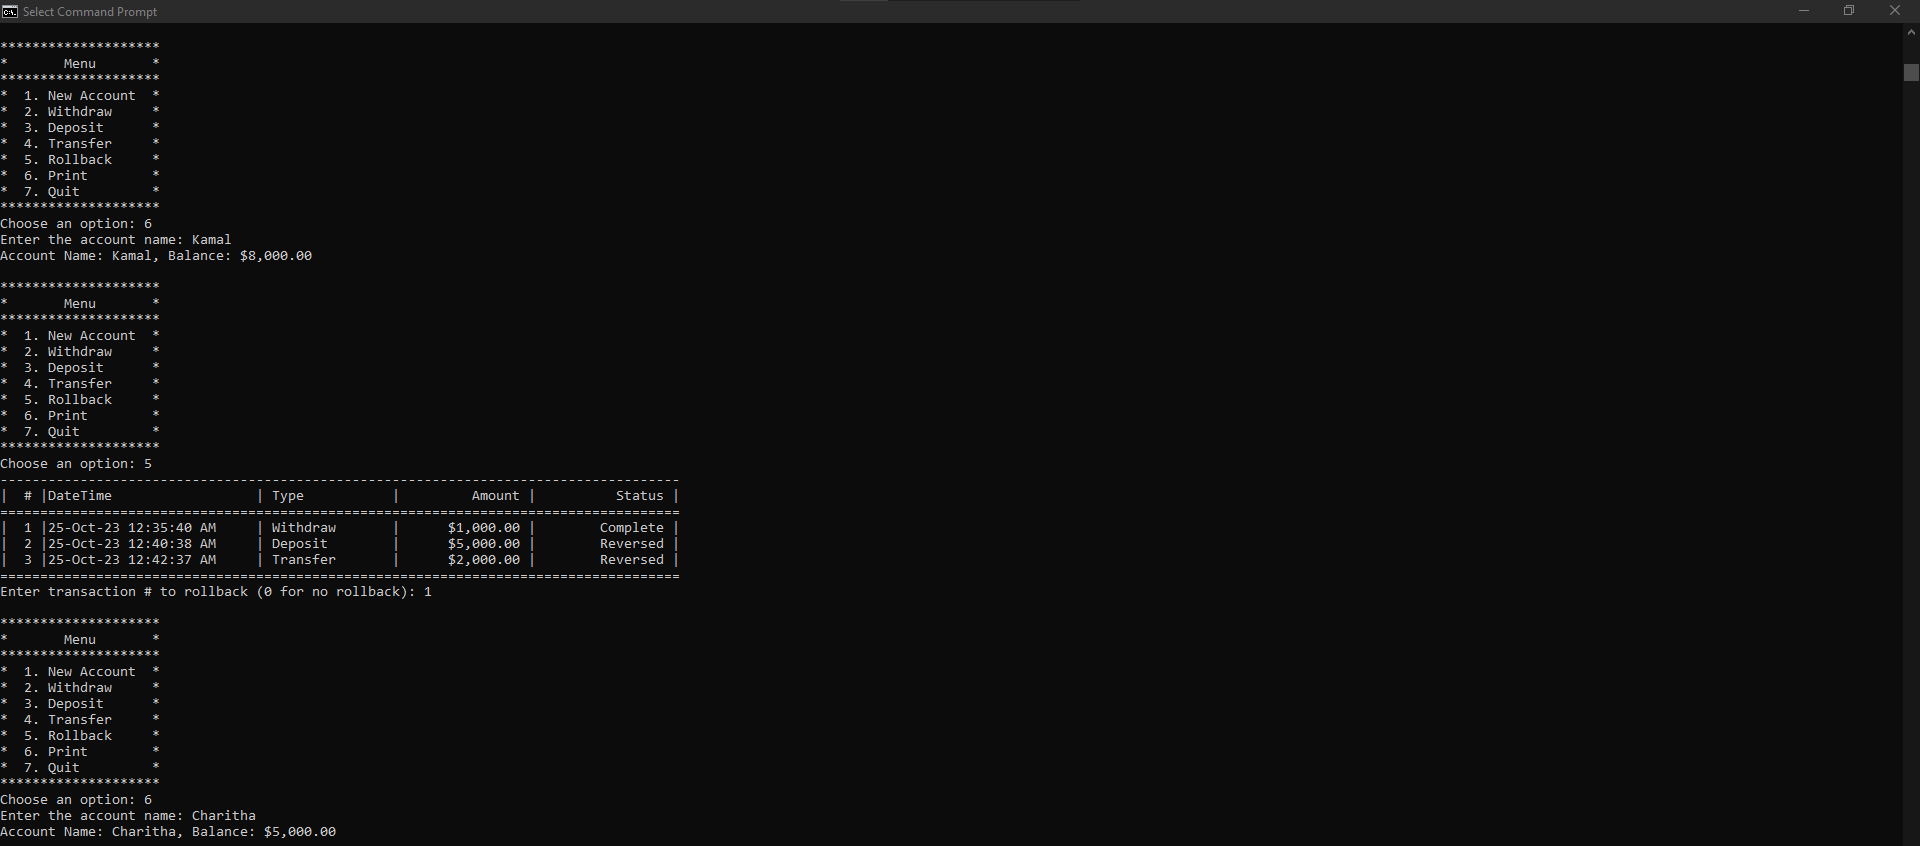 Select Command Prompt
********************
*       Menu       *
********************
*  1. New Account  *
*  2. Withdraw     *
*  3. Deposit      *
*  4. Transfer     *
*  5. Rollback     *
*  6. Print        *
*  7. Quit         *
********************
Choose an option: 6
Enter the account name: Kamal
Account Name: Kamal, Balance: $8,000.00
********************
*       Menu       *
********************
*  1. New Account  *
*  2. Withdraw     *
*  3. Deposit      *
*  4. Transfer     *
*  5. Rollback     *
*  6. Print        *
*  7. Quit         *
********************
Choose an option: 5
-------------------------------------------------------------------------------------
|  # |DateTime                  | Type           |         Amount |          Status |
=====================================================================================
|  1 |25-Oct-23 12:35:40 AM     | Withdraw       |      $1,000.00 |        Complete |
|  2 |25-Oct-23 12:40:38 AM     | Deposit        |      $5,000.00 |        Reversed |
|  3 |25-Oct-23 12:42:37 AM     | Transfer       |      $2,000.00 |        Reversed |
=====================================================================================
Enter transaction # to rollback (0 for no rollback): 1
********************
*       Menu       *
********************
*  1. New Account  *
*  2. Withdraw     *
*  3. Deposit      *
*  4. Transfer     *
*  5. Rollback     *
*  6. Print        *
*  7. Quit         *
********************
Choose an option: 6
Enter the account name: Charitha
Account Name: Charitha, Balance: $5,000.00